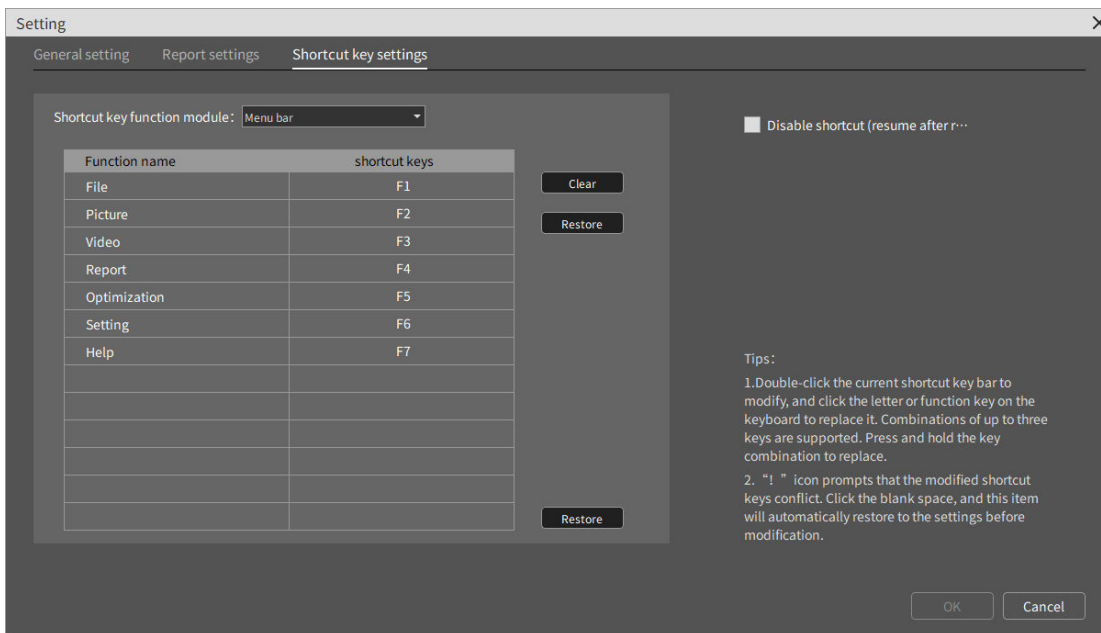 Setting
General setting Report settings Shortcut key settings
Shortcut key function module: Menu bar
Disable shortcut (resume after r···
Function name shortcut keys
File F1
Clear
Picture F2
Restore
Video F3
Report F4
Optimization F5
Setting F6
Help F7
Restore
Tips:
1.Double-click the current shortcut key bar to
modify, and click the letter or function key on the
keyboard to replace it. Combinations of up to three
keys are supported. Press and hold the key
combination to replace.
2. “! ” icon prompts that the modified shortcut
keys conflict. Click the blank space, and this item
will automatically restore to the settings before
modification.
OK Cancel